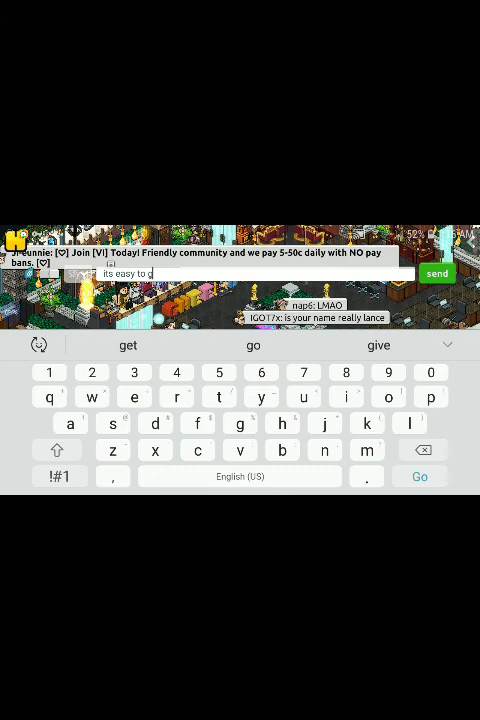 52%
Jreunnie: [♡] Join [VI] Today! Friendly community and we pay 5-50c daily with NO pay
bans. [♡]
its easy to g
send
nap6: LMAO
IGOT7x: is your name really lance
get go give
1 2 3 4 5 6 7 8 9 0
q w e r t y u i o p
a s d f g h j k l
z x c v b n m
!#1 , English (US) . Go